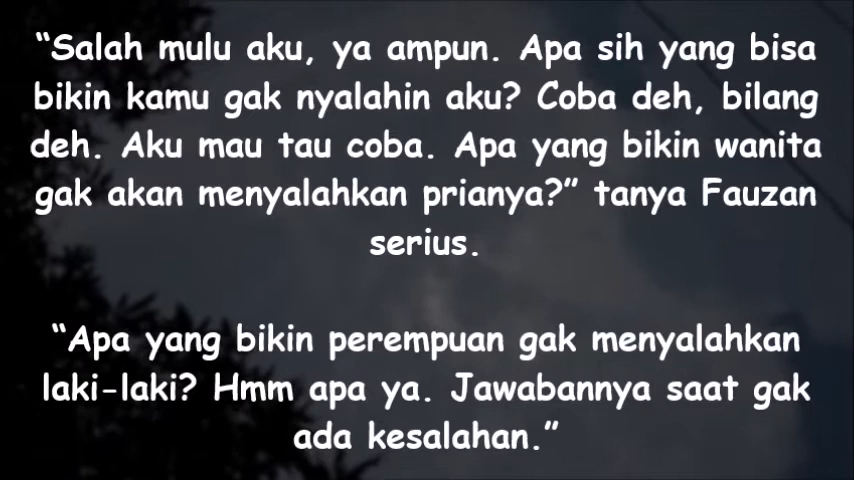 “Salah mulu aku, ya ampun. Apa sih yang bisa
bikin kamu gak nyalahin aku? Coba deh, bilang
deh. Aku mau tau coba. Apa yang bikin wanita
gak akan menyalahkan prianya?” tanya Fauzan
serius.
“Apa yang bikin perempuan gak menyalahkan
laki-laki? Hmm apa ya. Jawabannya saat gak
ada kesalahan.”